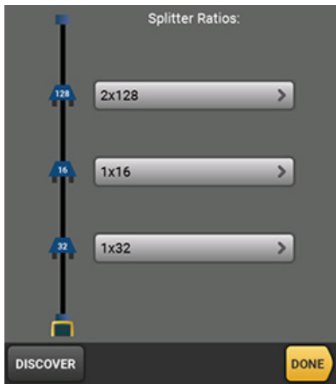 Splitter Ratios:
128
2x128
16
1x16
32
1x32
DISCOVER
DONE